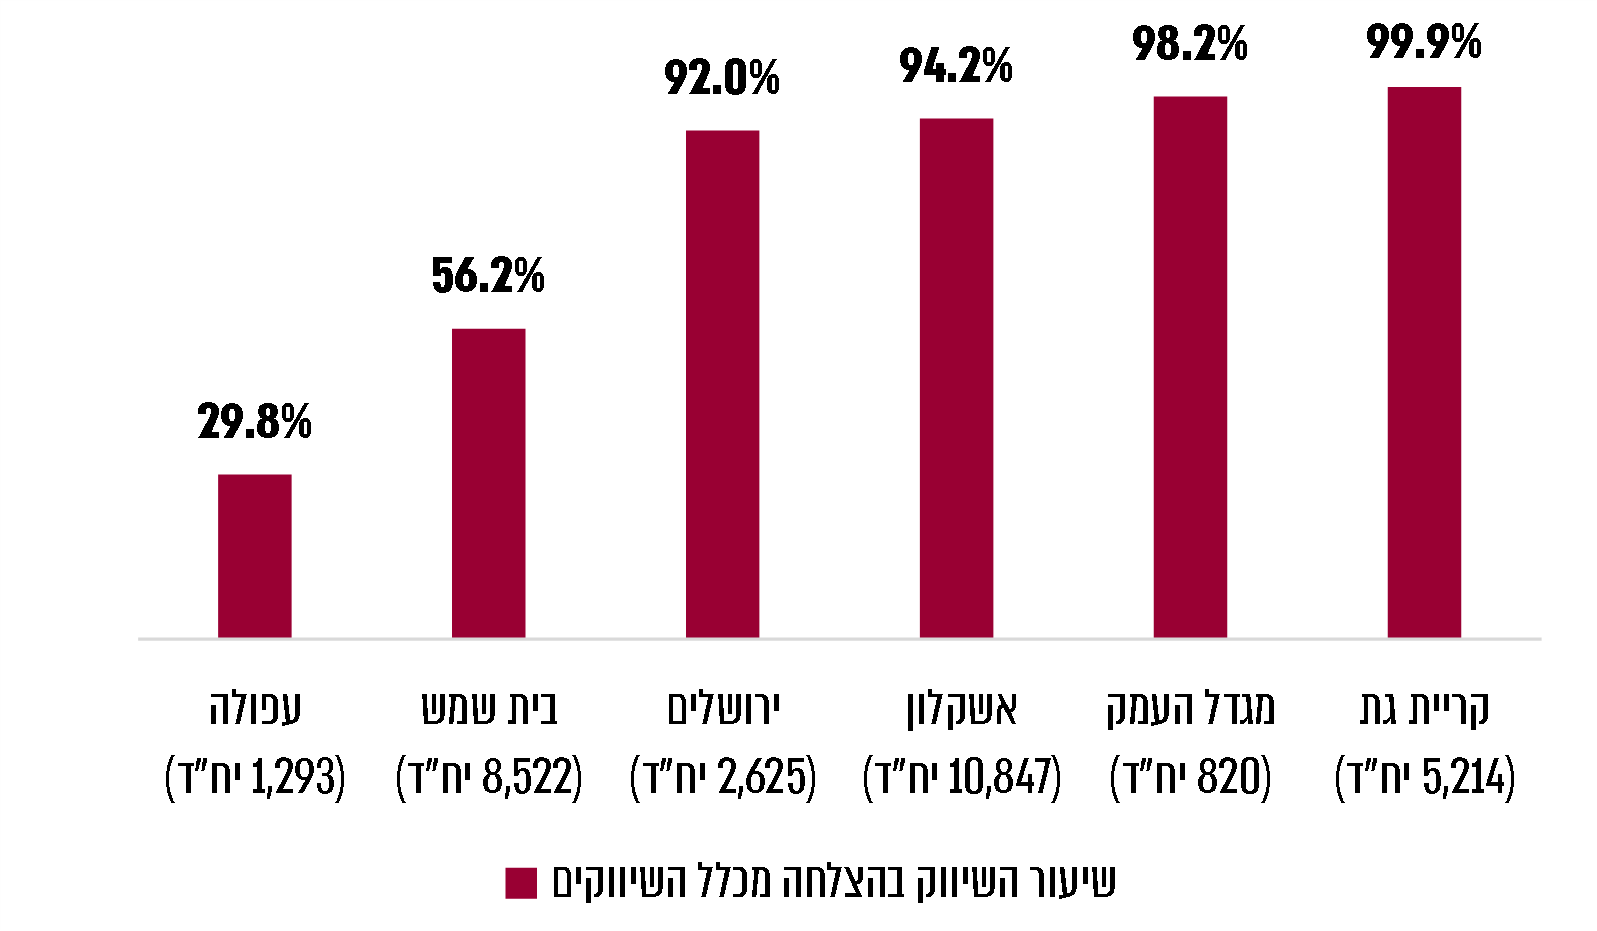 99.9%
98.2%
94.2%
92.0%
56.2%
29.8%
קריית גת
(5,214 יח"ד)
מגדל העמק
(820 יח"ד)
אשקלון
(10,847 יח"ד)
ירושלים
(2,625 יח"ד)
בית שמש
(8,522 יח"ד)
עפולה
(1,293 יח"ד)
שיעור השיווק בהצלחה מכלל השיווקים